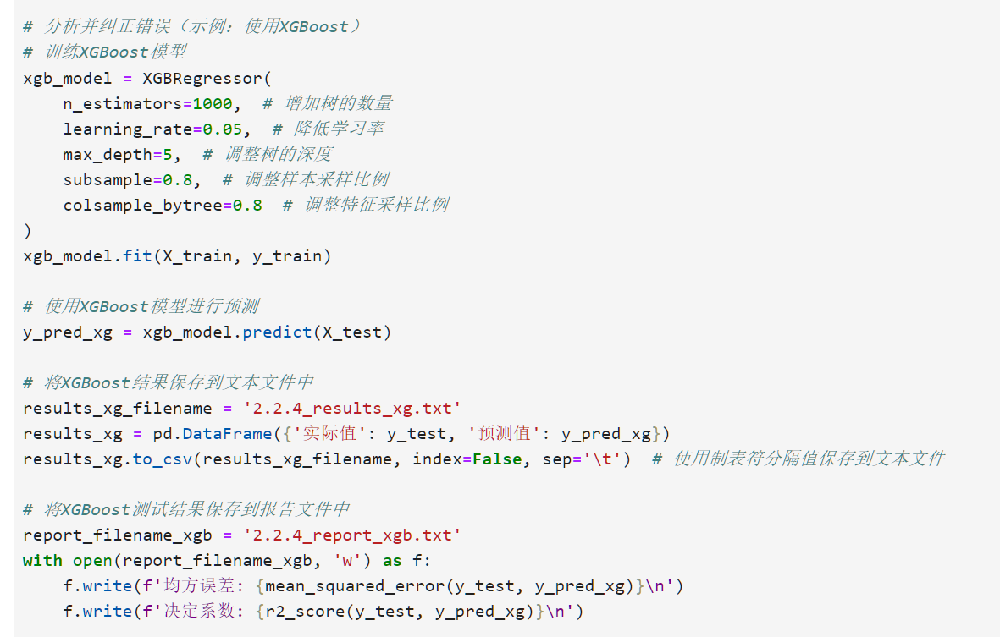 # 分析并纠正错误（示例：使用XGBoost）
# 训练XGBoost模型
xgb_model = XGBRegressor(
    n_estimators=1000,  # 增加树的数量
    learning_rate=0.05,  # 降低学习率
    max_depth=5,  # 调整树的深度
    subsample=0.8,  # 调整样本采样比例
    colsample_bytree=0.8  # 调整特征采样比例
)
xgb_model.fit(X_train, y_train)

# 使用XGBoost模型进行预测
y_pred_xg = xgb_model.predict(X_test)

# 将XGBoost结果保存到文本文件中
results_xg_filename = '2.2.4_results_xg.txt'
results_xg = pd.DataFrame({'实际值': y_test, '预测值': y_pred_xg})
results_xg.to_csv(results_xg_filename, index=False, sep='\t')  # 使用制表符分隔值保存到文本文件

# 将XGBoost测试结果保存到报告文件中
report_filename_xgb = '2.2.4_report_xgb.txt'
with open(report_filename_xgb, 'w') as f:
    f.write(f'均方误差: {mean_squared_error(y_test, y_pred_xg)}\n')
    f.write(f'决定系数: {r2_score(y_test, y_pred_xg)}\n')